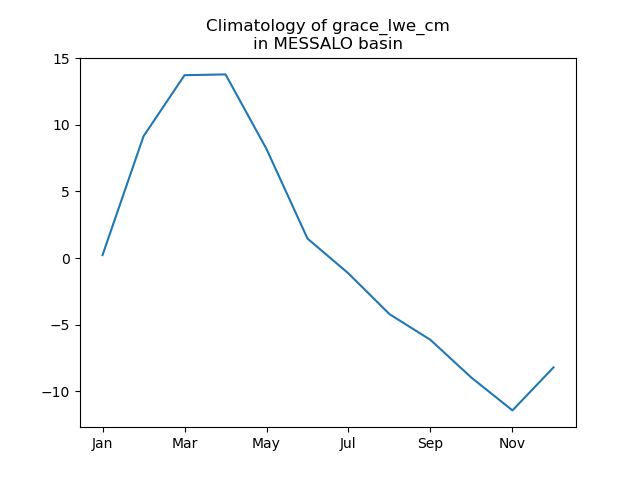 Climatology of grace_lwe_cm
in MESSALO basin
15
10
5
0
−5
−10
Jan
Mar
May
Jul
Sep
Nov